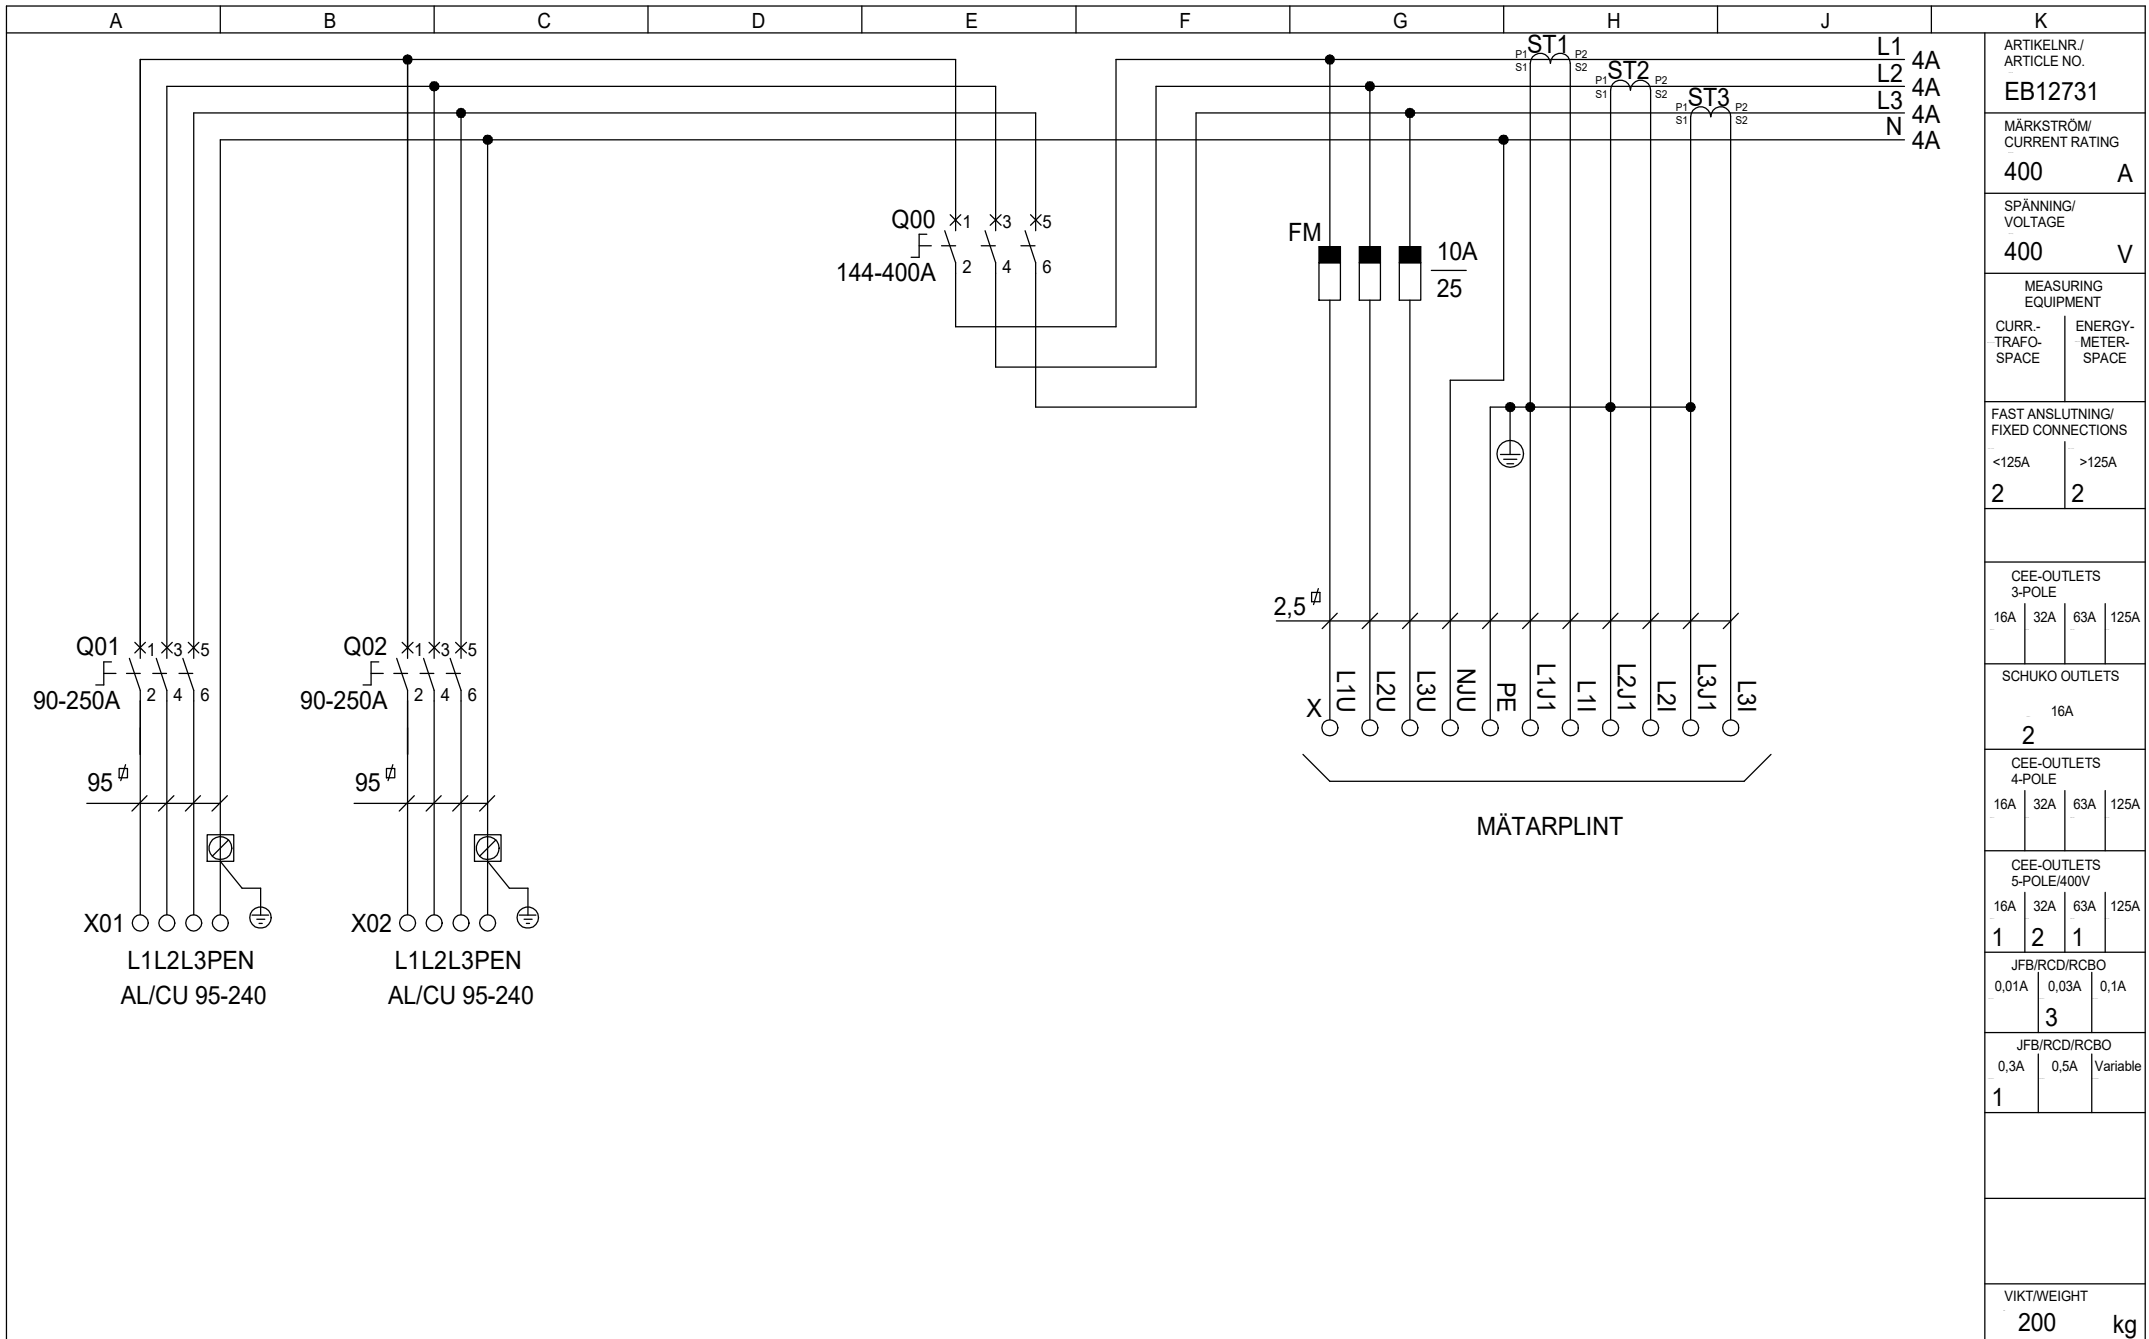 A B C D E F G H J K
L1 4A
L2 4A
L3 4A
N 4A
P1 ST1 P2
S1 S2
P1 ST2 P2
S1 S2
P1 ST3 P2
S1 S2
Q00 1 3 5
144-400A 2 4 6
FM 10A
25
Q01 1 3 5
90-250A 2 4 6
Q02 1 3 5
90-250A 2 4 6
95
95
2,5
X L1U L2U L3U NJU PE L1J1 L1I L2J1 L2I L3J1 L3I
MÄTARPLINT
X01
L1L2L3PEN
AL/CU 95-240
X02
L1L2L3PEN
AL/CU 95-240
ARTIKELNR./
ARTICLE NO.
EB12731
MÄRKSTRÖM/
CURRENT RATING
400 A
SPÄNNING/
VOLTAGE
400 V
MEASURING
EQUIPMENT
CURR.-
TRAFO-
SPACE
ENERGY-
METER-
SPACE
FAST ANSLUTNING/
FIXED CONNECTIONS
<125A >125A
2 2
CEE-OUTLETS
3-POLE
16A 32A 63A 125A
SCHUKO OUTLETS
16A
2
CEE-OUTLETS
4-POLE
16A 32A 63A 125A
CEE-OUTLETS
5-POLE/400V
16A 32A 63A 125A
1 2 1
JFB/RCD/RCBO
0,01A 0,03A 0,1A
3
JFB/RCD/RCBO
0,3A 0,5A Variable
1
VIKT/WEIGHT
200 kg